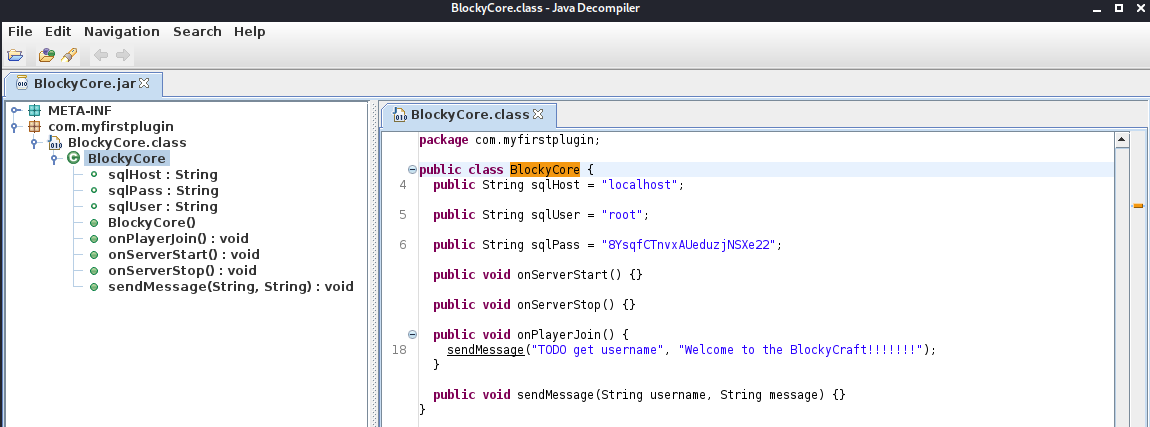 BlockyCore.class - Java Decompiler
File Edit Navigation Search Help
BlockyCore.jar
META-INF
com.myfirstplugin
BlockyCore.class
BlockyCore
sqlHost : String
sqlPass : String
sqlUser : String
BlockyCore()
onPlayerJoin() : void
onServerStart() : void
onServerStop() : void
sendMessage(String, String) : void
BlockyCore.class
package com.myfirstplugin;
public class BlockyCore {
4 public String sqlHost = "localhost";
5 public String sqlUser = "root";
6 public String sqlPass = "8YsqfCTnvxAUeduzjNSXe22";
public void onServerStart() {}
public void onServerStop() {}
public void onPlayerJoin() {
18 sendMessage("TODO get username", "Welcome to the BlockyCraft!!!!!!!");
}
public void sendMessage(String username, String message) {}
}